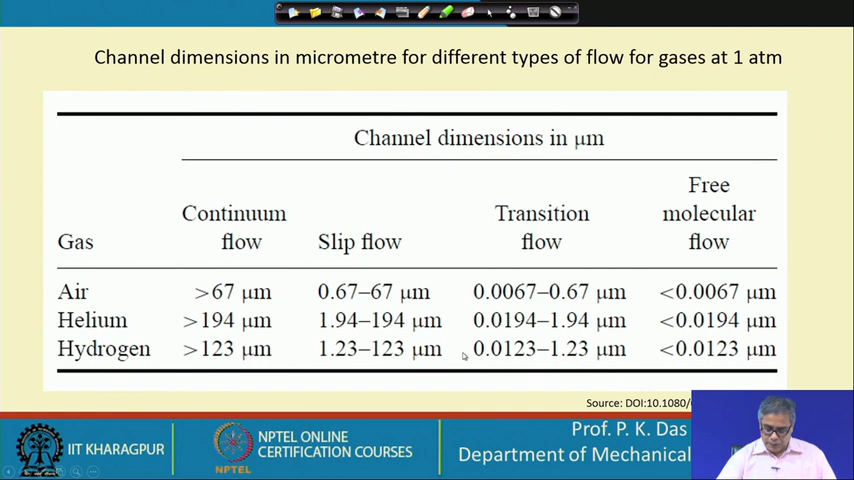 Channel dimensions in micrometre for different types of flow for gases at 1 atm
Channel dimensions in μm
Gas Continuum flow Slip flow Transition flow Free molecular flow
Air >67 μm 0.67–67 μm 0.0067–0.67 μm <0.0067 μm
Helium >194 μm 1.94–194 μm 0.0194–1.94 μm <0.0194 μm
Hydrogen >123 μm 1.23–123 μm 0.0123–1.23 μm <0.0123 μm
Source: DOI:10.1080/
IIT KHARAGPUR
NPTEL
NPTEL ONLINE
CERTIFICATION COURSES
Prof. P. K. Das
Department of Mechanical